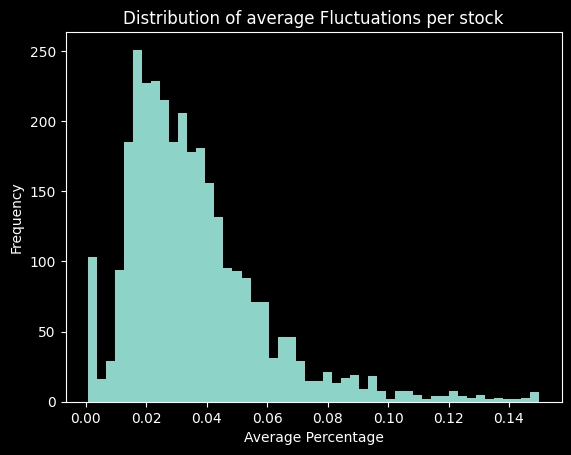 Distribution of average Fluctuations per stock
250
200
150
100
50
0
Frequency
0.00 0.02 0.04 0.06 0.08 0.10 0.12 0.14
Average Percentage